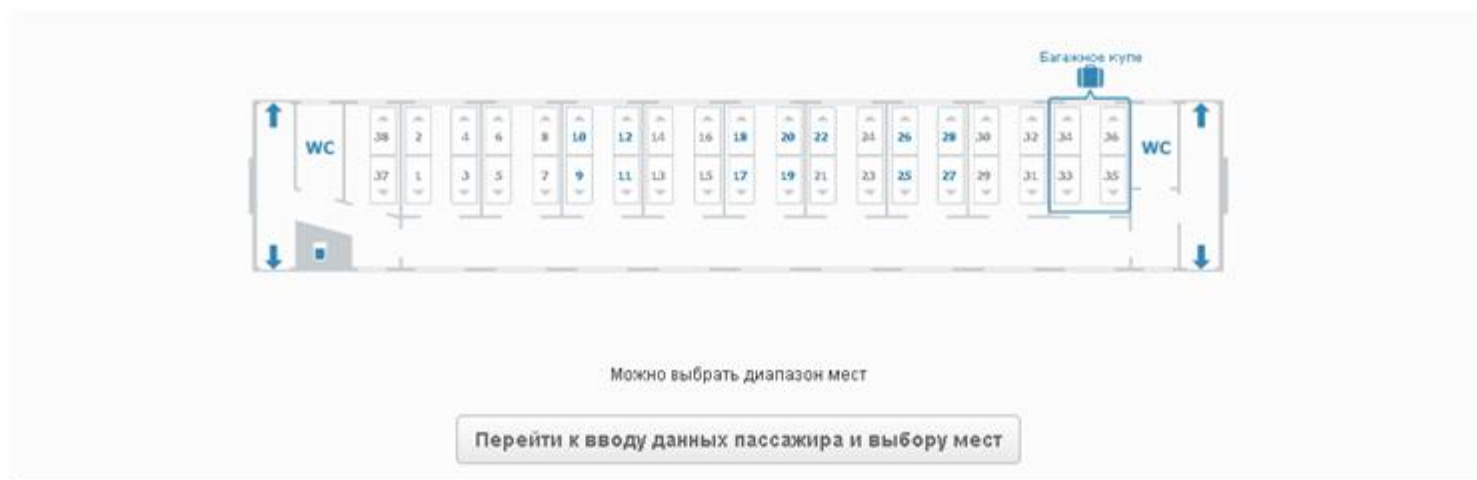 Багажное купе
WC 38 2 4 6 8 10 12 14 16 18 20 22 24 26 28 30 32 34 36 WC
37 1 3 5 7 9 11 13 15 17 19 21 23 25 27 29 31 33 35
Можно выбрать диапазон мест
Перейти к вводу данных пассажира и выбору мест